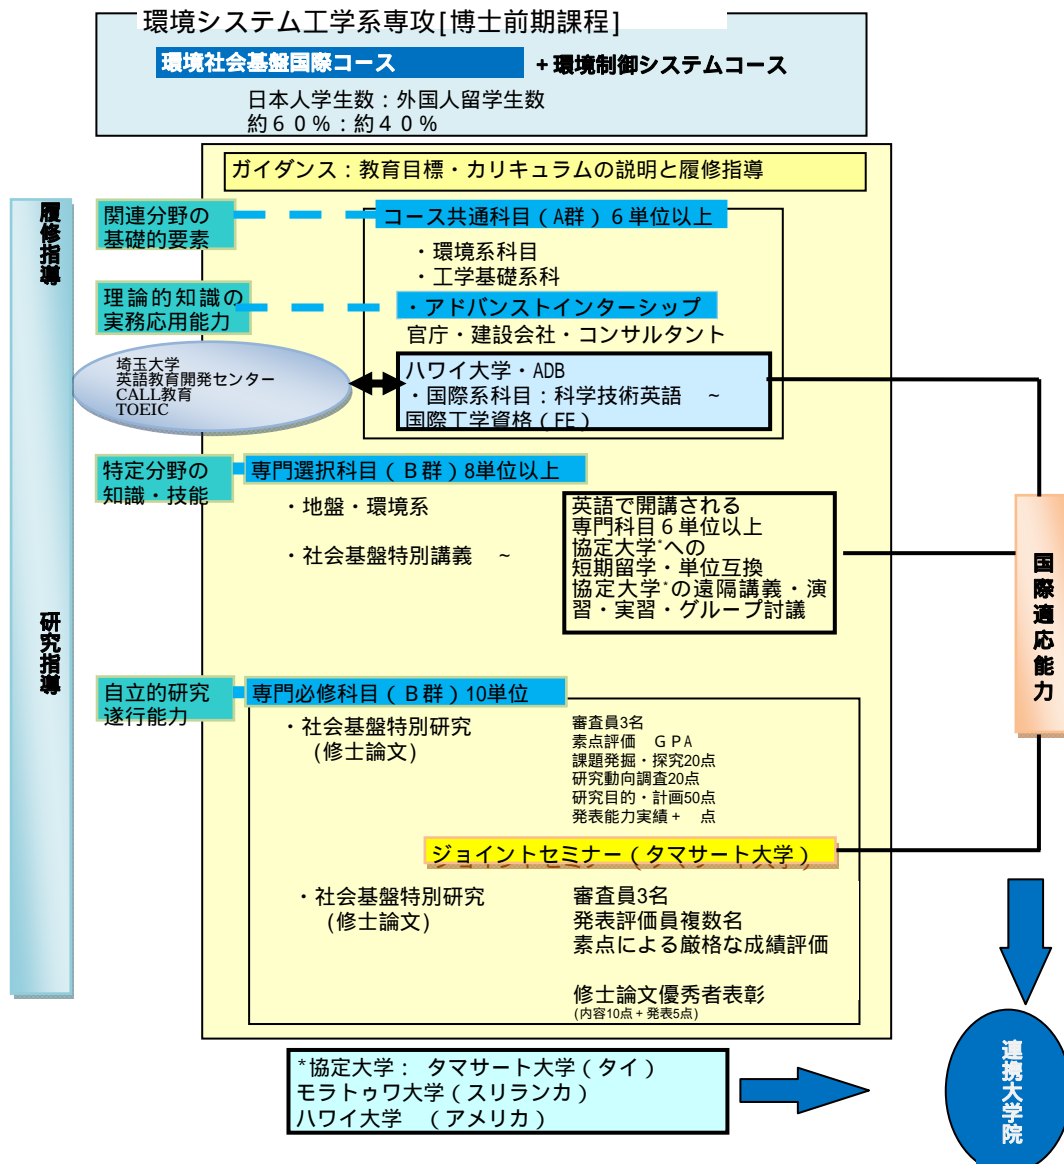 環境システム工学系専攻[博士前期課程]
環境社会基盤国際コース
+環境制御システムコース
日本人学生数：外国人留学生数
約６０％：約４０％
ガイダンス：教育目標・カリキュラムの説明と履修指導
履修指導
関連分野の
基礎的要素
コース共通科目（A群）６単位以上
・環境系科目
・工学基礎系科
理論的知識の
実務応用能力
・アドバンストインターシップ
官庁・建設会社・コンサルタント
埼玉大学
英語教育開発センター
CALL教育
TOEIC
ハワイ大学・ADB
・国際系科目：科学技術英語　～
国際工学資格（FE）
特定分野の
知識・技能
専門選択科目（Ｂ群）8単位以上
・地盤・環境系
・社会基盤特別講義　～
英語で開講される
専門科目６単位以上
協定大学*への
短期留学・単位互換
協定大学*の遠隔講義・演
習・実習・グループ討議
国際適応能力
研究指導
自立的研究
遂行能力
専門必修科目（Ｂ群）10単位
・社会基盤特別研究
(修士論文)
審査員3名
素点評価　ＧＰＡ
課題発掘・探究20点
研究動向調査20点
研究目的・計画50点
発表能力実績＋　点
ジョイントセミナー（タマサート大学）
・社会基盤特別研究
(修士論文)
審査員3名
発表評価員複数名
素点による厳格な成績評価
修士論文優秀者表彰
(内容10点＋発表5点)
*協定大学：　タマサート大学（タイ）
モラトゥワ大学（スリランカ）
ハワイ大学　（アメリカ）
連携大学院